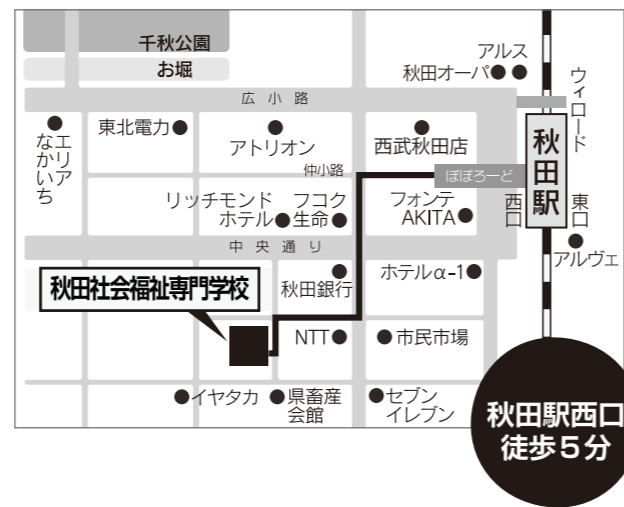 千秋公園
お堀
アルス
秋田オーパ
ウィロード
広小路
エリア
なかいち
東北電力
アトリオン
西武秋田店
秋田駅
仲小路
ぽぽろーど
西口
東口
リッチモンド
ホテル
フコク
生命
フォンテ
AKITA
アルヴェ
中央通り
秋田社会福祉専門学校
秋田銀行
ホテルα-1
NTT
市民市場
イヤタカ
県畜産
会館
セブン
イレブン
秋田駅西口
徒歩5分